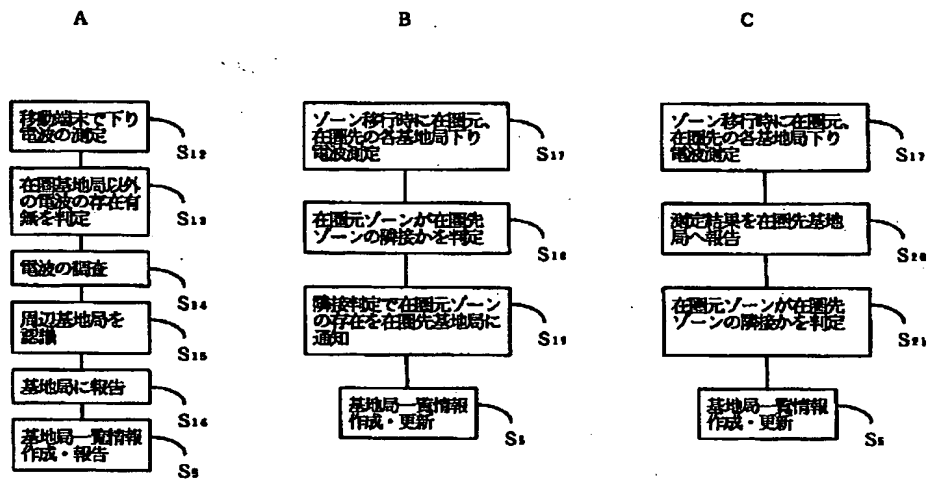 A
移動端末で下り
電波の測定
S12
在圏基地局以外
の電波の存在有
無を判定
S13
電波の調査
S14
周辺基地局を
認識
S15
基地局に報告
S16
基地局一覧情報
作成・報告
S5
B
ゾーン移行時に在圏元、
在圏先の各基地局下り
電波測定
S17
在圏元ゾーンが在圏先
ゾーンの隣接かを判定
S18
隣接判定で在圏元ゾーン
の存在を在圏先基地局に
通知
S19
基地局一覧情報
作成・更新
S5
C
ゾーン移行時に在圏元、
在圏先の各基地局下り
電波測定
S17
測定結果を在圏先基地
局へ報告
S20
在圏元ゾーンが在圏先
ゾーンの隣接かを判定
S21
基地局一覧情報
作成・更新
S5